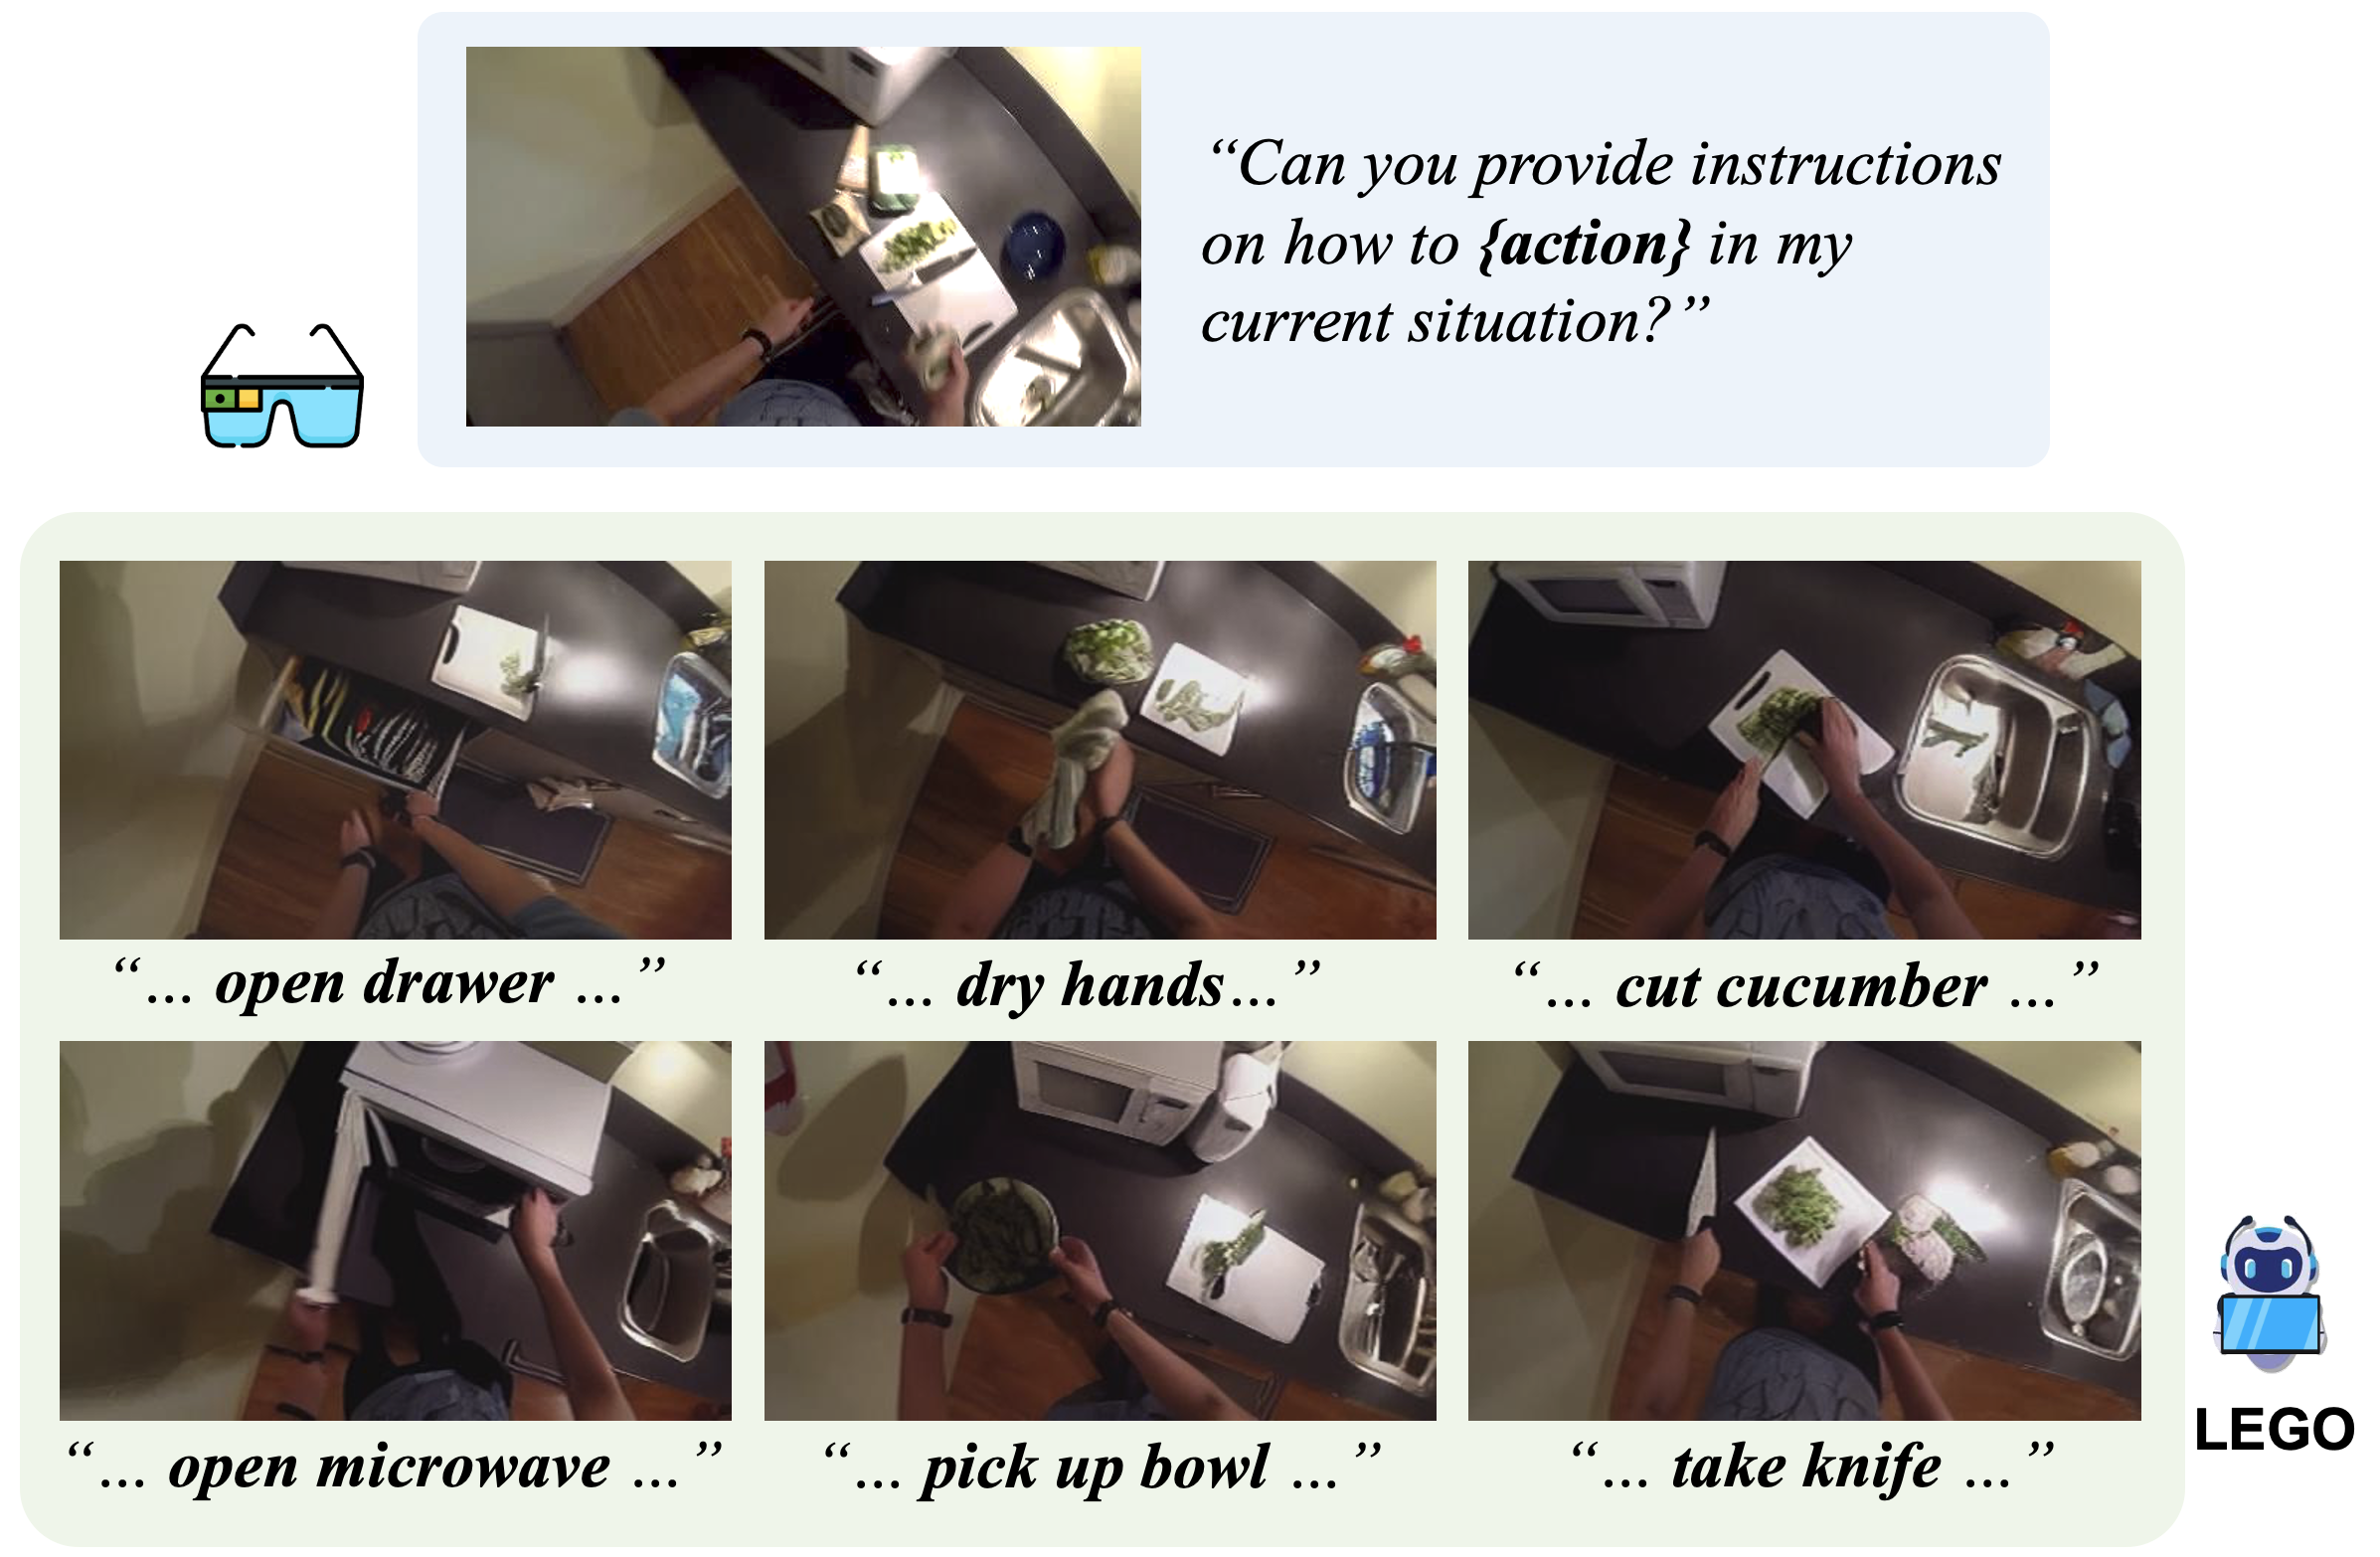 “Can you provide instructions
on how to {action} in my
current situation?”
“... open drawer ...”
“... dry hands...”
“... cut cucumber ...”
“... open microwave ...”
“... pick up bowl ...”
“... take knife ...”
LEGO